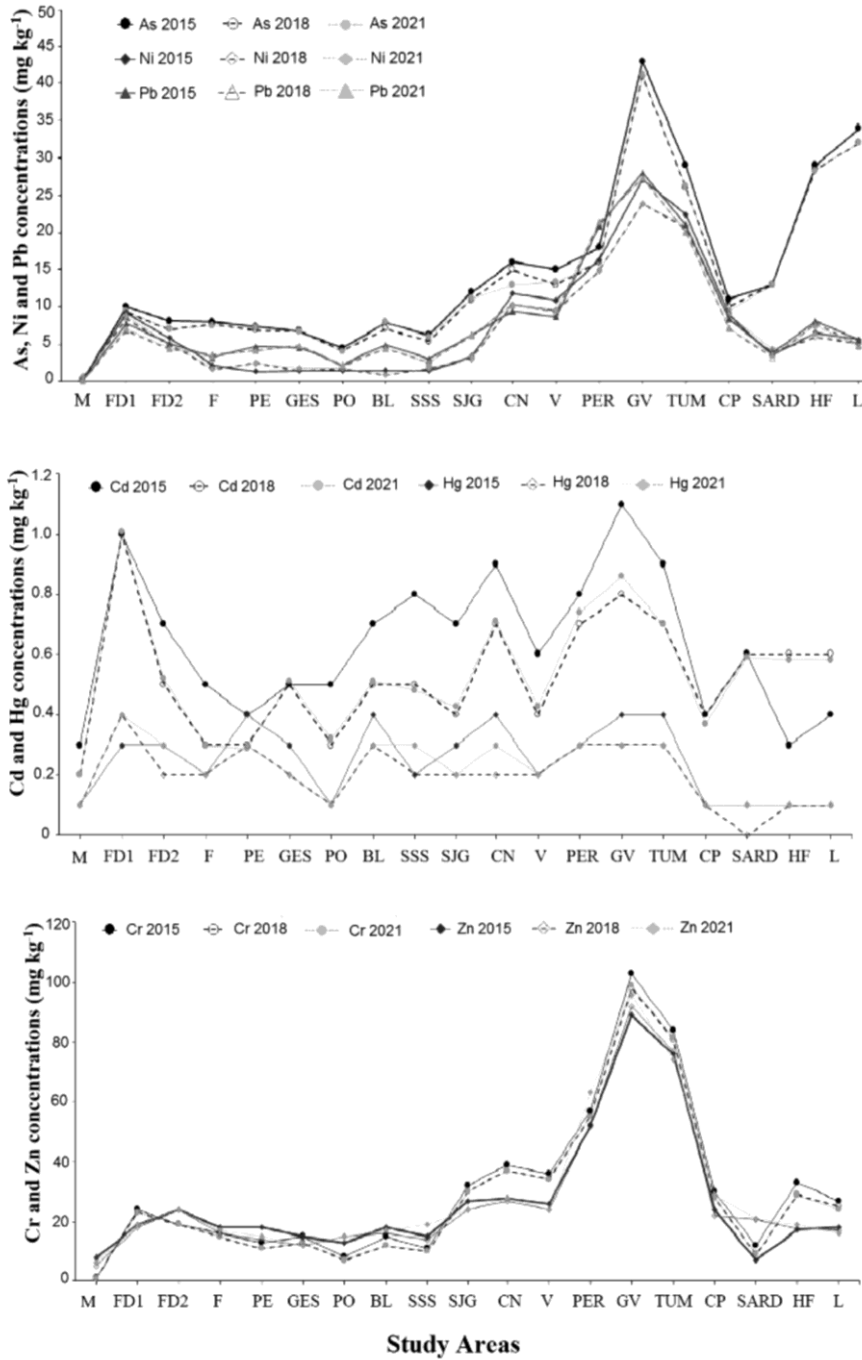 As, Ni and Pb concentrations (mg kg-1)
50
45
40
35
30
25
20
15
10
5
0
As 2015 As 2018 As 2021
Ni 2015 Ni 2018 Ni 2021
Pb 2015 Pb 2018 Pb 2021
M FD1 FD2 F PE GES PO BL SSS SJG CN V PER GV TUM CP SARD HF L
Cd and Hg concentrations (mg kg-1)
1.2
1.0
0.8
0.6
0.4
0.2
0
Cd 2015 Cd 2018 Cd 2021 Hg 2015 Hg 2018 Hg 2021
M FD1 FD2 F PE GES PO BL SSS SJG CN V PER GV TUM CP SARD HF L
Cr and Zn concentrations (mg kg-1)
120
100
80
60
40
20
0
Cr 2015 Cr 2018 Cr 2021 Zn 2015 Zn 2018 Zn 2021
M FD1 FD2 F PE GES PO BL SSS SJG CN V PER GV TUM CP SARD HF L
Study Areas